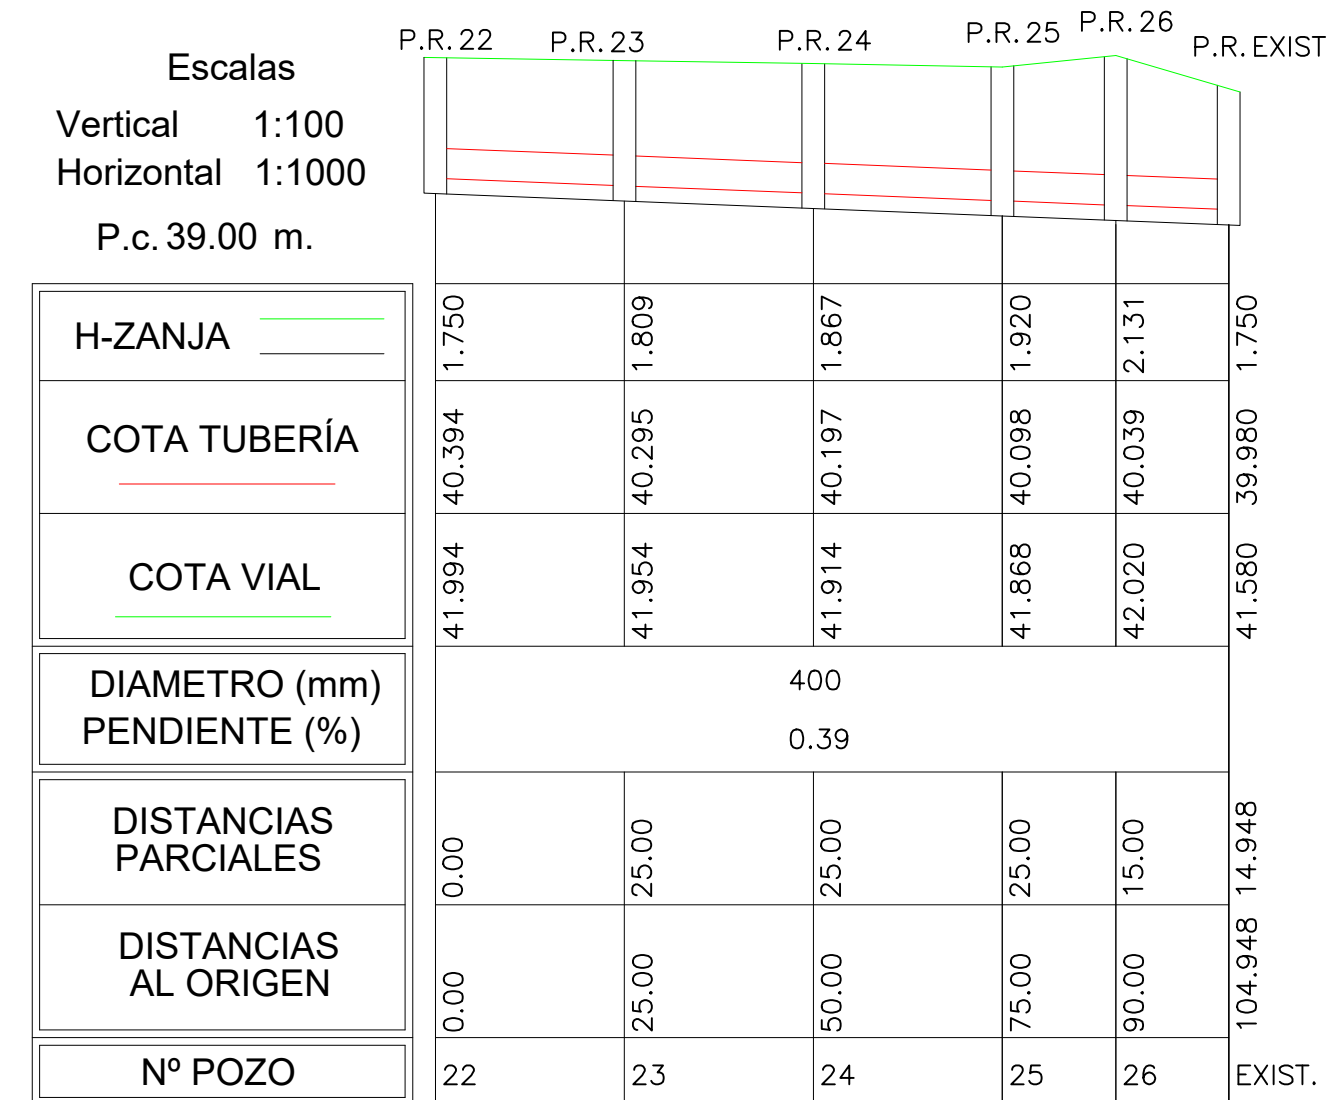 P.R. 22 P.R. 23 P.R. 24 P.R. 25 P.R. 26 P.R. EXIST
Escalas
Vertical 1:100
Horizontal 1:1000
P.c. 39.00 m.
H-ZANJA 1.750 1.809 1.867 1.920 2.131 1.750
COTA TUBERÍA 40.394 40.295 40.197 40.098 40.039 39.980
COTA VIAL 41.994 41.954 41.914 41.868 42.020 41.580
DIAMETRO (mm) 400
PENDIENTE (%) 0.39
DISTANCIAS
PARCIALES 0.00 25.00 25.00 25.00 15.00 14.948
DISTANCIAS
AL ORIGEN 0.00 25.00 50.00 75.00 90.00 104.948
Nº POZO 22 23 24 25 26 EXIST.